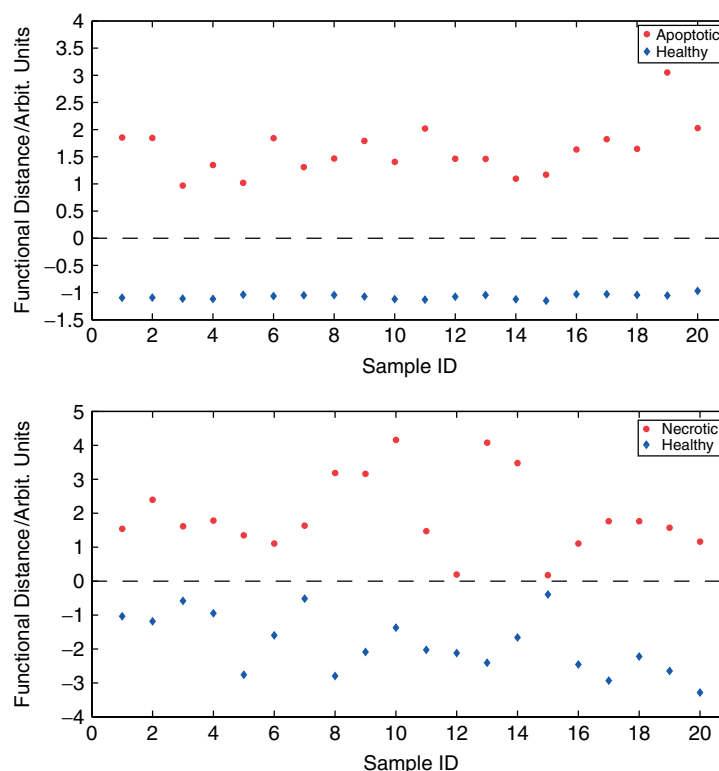 Functional Distance/Arbit. Units
4
3.5
3
2.5
2
1.5
1
0.5
0
−0.5
−1
−1.5
Apoptotic
Healthy
0 2 4 6 8 10 12 14 16 18 20
Sample ID
Functional Distance/Arbit. Units
5
4
3
2
1
0
−1
−2
−3
−4
Necrotic
Healthy
0 2 4 6 8 10 12 14 16 18 20
Sample ID